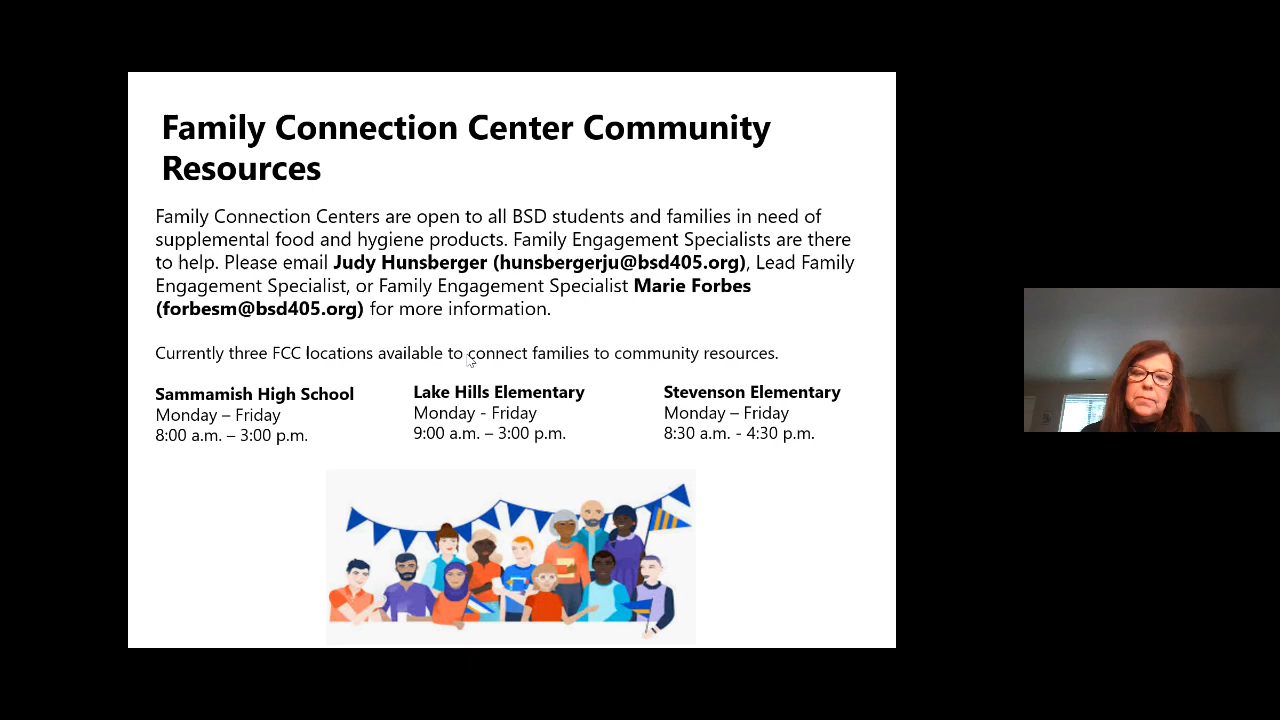 Family Connection Center Community
Resources
Family Connection Centers are open to all BSD students and families in need of
supplemental food and hygiene products. Family Engagement Specialists are there
to help. Please email Judy Hunsberger (hunsbergerju@bsd405.org), Lead Family
Engagement Specialist, or Family Engagement Specialist Marie Forbes
(forbesm@bsd405.org) for more information.
Currently three FCC locations available to connect families to community resources.
Sammamish High School
Monday – Friday
8:00 a.m. – 3:00 p.m.
Lake Hills Elementary
Monday - Friday
9:00 a.m. – 3:00 p.m.
Stevenson Elementary
Monday – Friday
8:30 a.m. - 4:30 p.m.